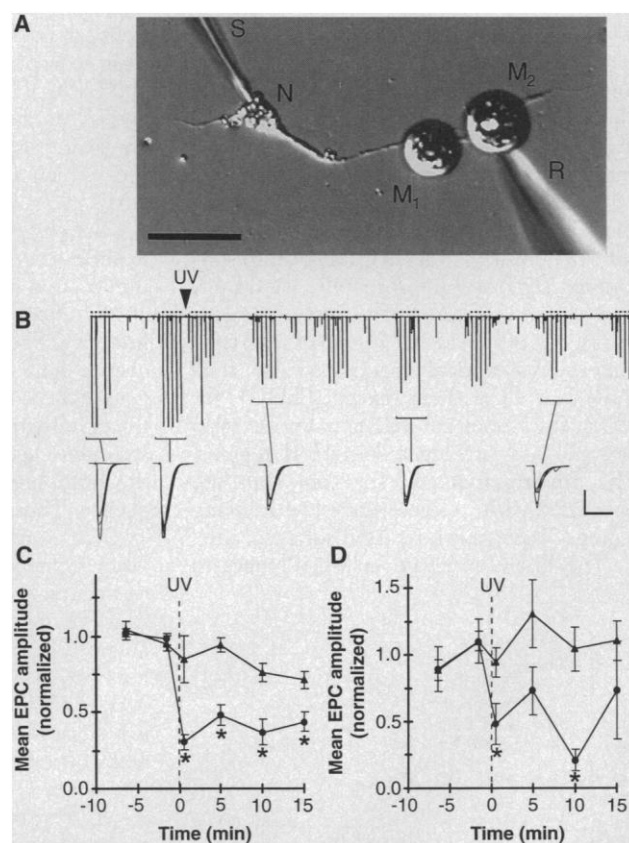 A
S
N
M₂
M₁
R
UV
B
C
UV
Mean EPC amplitude
(normalized)
1.0
0.5
0.0
-10 -5 0 5 10 15
Time (min)
* * * *
D
UV
Mean EPC amplitude
(normalized)
1.5
1.0
0.5
0.0
-10 -5 0 5 10 15
Time (min)
* *